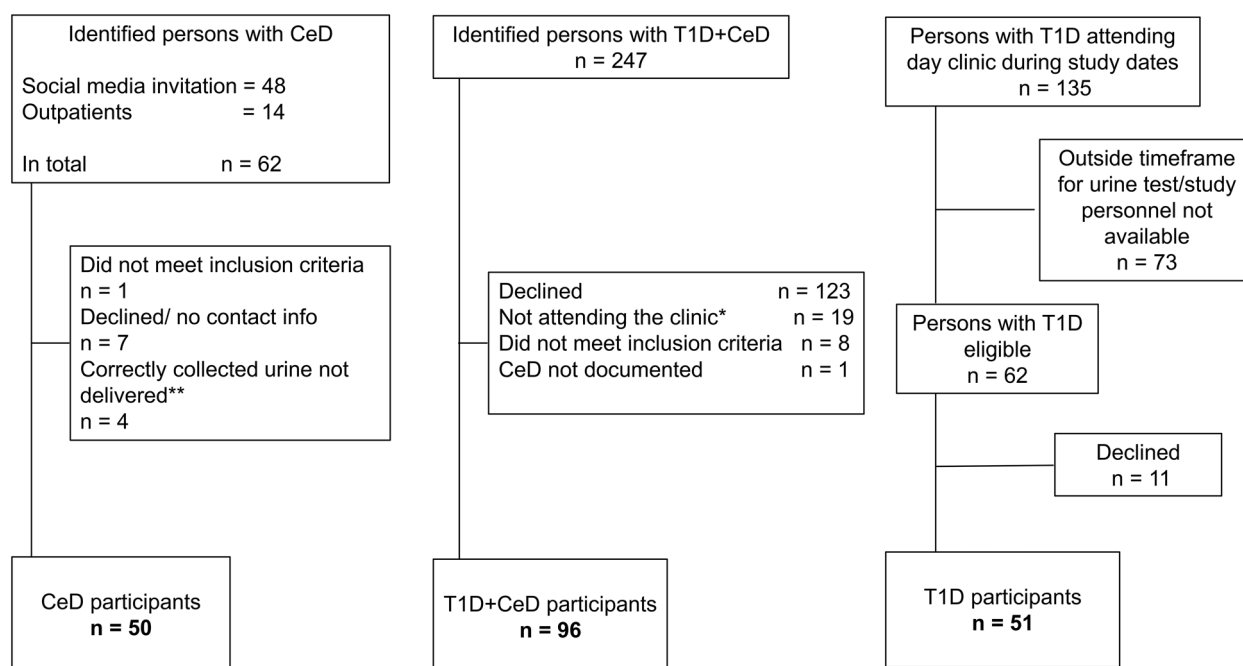 Identified persons with CeD
Social media invitation = 48
Outpatients = 14
In total n = 62
Did not meet inclusion criteria
n = 1
Declined/ no contact info
n = 7
Correctly collected urine not
delivered**
n = 4
CeD participants
n = 50
Identified persons with T1D+CeD
n = 247
Declined n = 123
Not attending the clinic* n = 19
Did not meet inclusion criteria n = 8
CeD not documented n = 1
T1D+CeD participants
n = 96
Persons with T1D attending
day clinic during study dates
n = 135
Outside timeframe
for urine test/study
personnel not
available
n = 73
Persons with T1D
eligible
n = 62
Declined
n = 11
T1D participants
n = 51